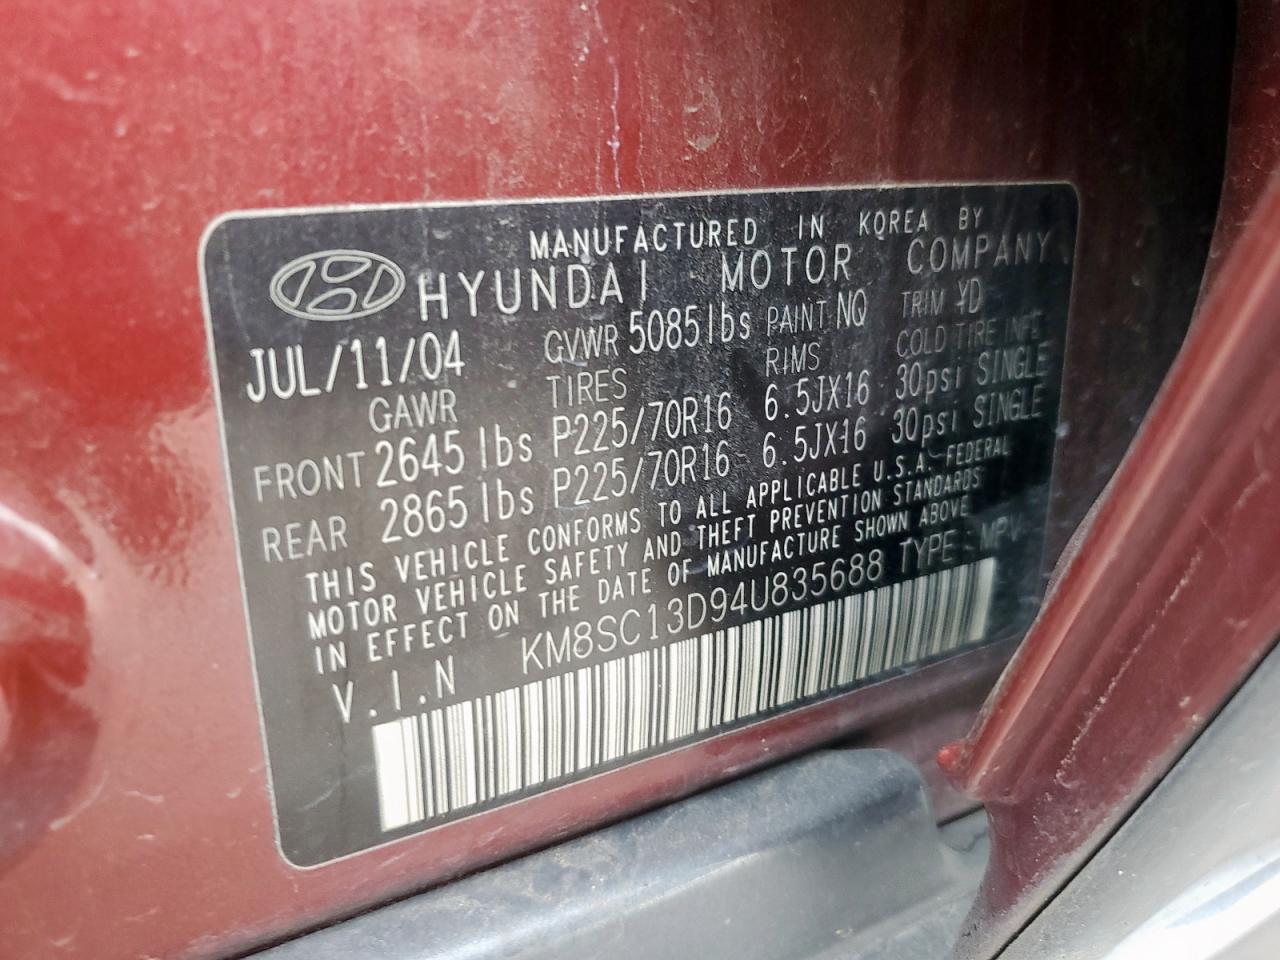 MANUFACTURED IN KOREA BY
HYUNDAI MOTOR COMPANY
JUL/11/04 GVWR 5085lbs PAINT NQ TRIM YD
GAWR TIRES RIMS COLD TIRE INFL
FRONT 2645 lbs P225/70R16 6.5JX16 30psi SINGLE
REAR 2865 lbs P225/70R16 6.5JX16 30psi SINGLE
THIS VEHICLE CONFORMS TO ALL APPLICABLE U.S.A. FEDERAL
MOTOR VEHICLE SAFETY AND THEFT PREVENTION STANDARDS
IN EFFECT ON THE DATE OF MANUFACTURE SHOWN ABOVE
V.I.N KM8SC13D94U835688 TYPE : MPV